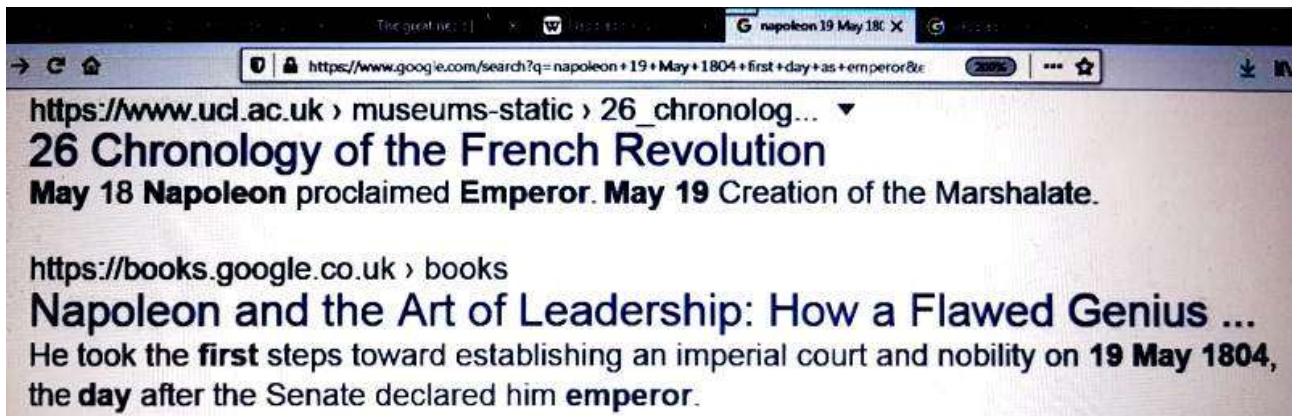 napoleon 19 May 180
https://www.google.com/search?q=napoleon+19+May+1804+first+day+as+emperor&e
200%
https://www.ucl.ac.uk › museums-static › 26_chronolog...
26 Chronology of the French Revolution
May 18 Napoleon proclaimed Emperor. May 19 Creation of the Marshalate.
https://books.google.co.uk › books
Napoleon and the Art of Leadership: How a Flawed Genius ...
He took the first steps toward establishing an imperial court and nobility on 19 May 1804,
the day after the Senate declared him emperor.